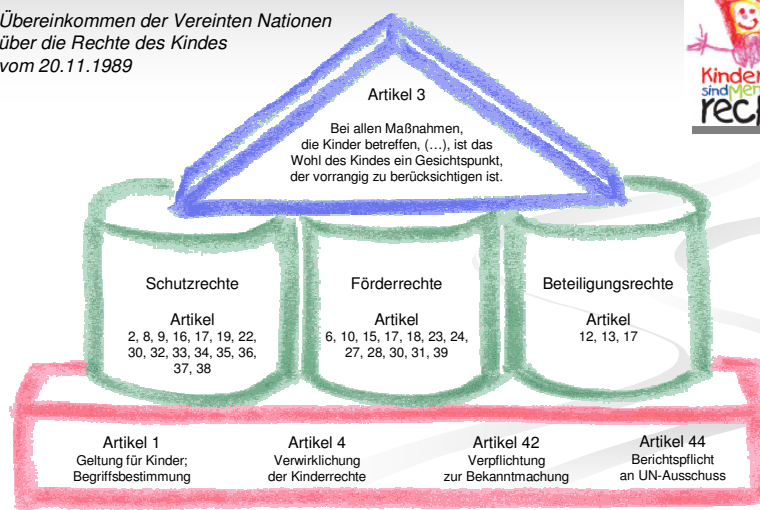 Übereinkommen der Vereinten Nationen
über die Rechte des Kindes
vom 20.11.1989
Kinder
sind
Artikel 3
Bei allen Maßnahmen,
die Kinder betreffen, (…), ist das
Wohl des Kindes ein Gesichtspunkt,
der vorrangig zu berücksichtigen ist.
Schutzrechte
Artikel
2, 8, 9, 16, 17, 19, 22,
30, 32, 33, 34, 35, 36,
37, 38
Förderrechte
Artikel
6, 10, 15, 17, 18, 23, 24,
27, 28, 30, 31, 39
Beteiligungsrechte
Artikel
12, 13, 17
Artikel 1
Geltung für Kinder;
Begriffsbestimmung
Artikel 4
Verwirklichung
der Kinderrechte
Artikel 42
Verpflichtung
zur Bekanntmachung
Artikel 44
Berichtspflicht
an UN-Ausschuss